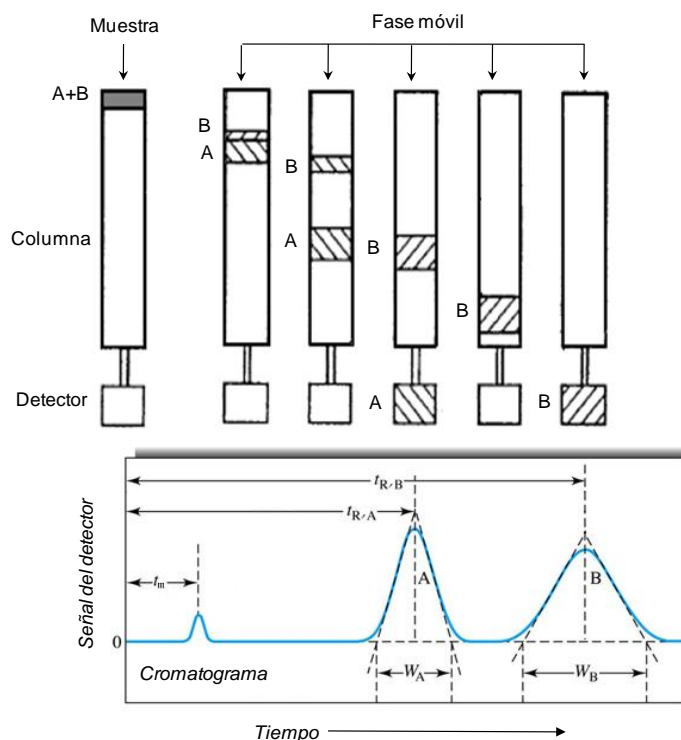 Muestra
Fase móvil
A+B
B
A
B
A
B
B
Columna
Detector
A
B
t_R,B
t_R,A
t_m
A
B
Señal del detector
0
W_A
W_B
Cromatograma
Tiempo